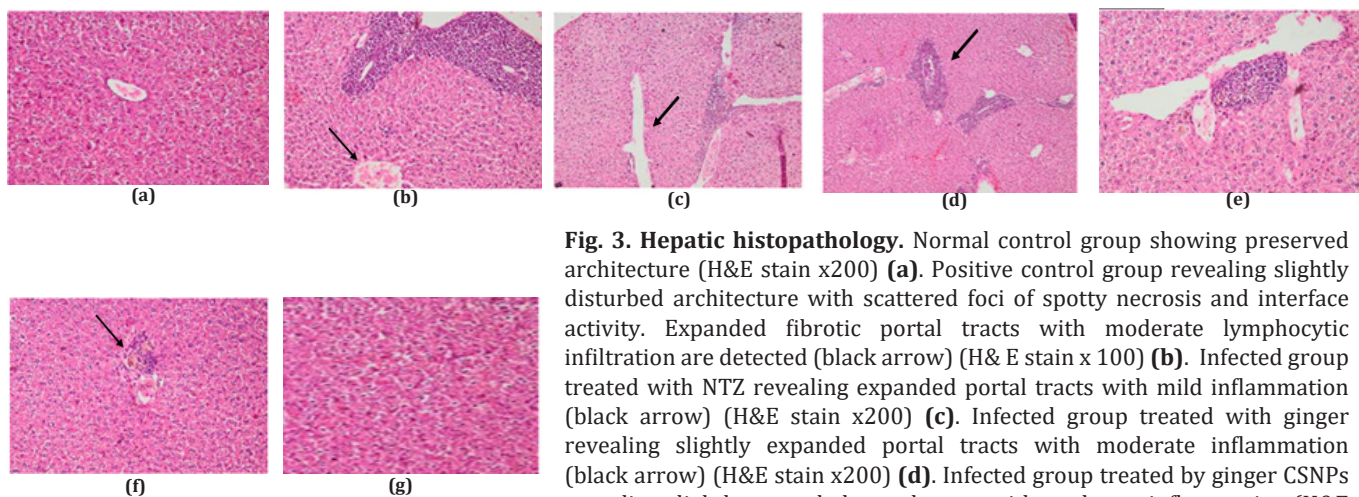 (a)
(b)
(c)
(d)
(e)
Fig. 3. Hepatic histopathology. Normal control group showing preserved
architecture (H&E stain x200) (a). Positive control group revealing slightly
disturbed architecture with scattered foci of spotty necrosis and interface
activity. Expanded fibrotic portal tracts with moderate lymphocytic
infiltration are detected (black arrow) (H& E stain x 100) (b). Infected group
treated with NTZ revealing expanded portal tracts with mild inflammation
(black arrow) (H&E stain x200) (c). Infected group treated with ginger
revealing slightly expanded portal tracts with moderate inflammation
(black arrow) (H&E stain x200) (d). Infected group treated by ginger CSNPs
(f)
(g)